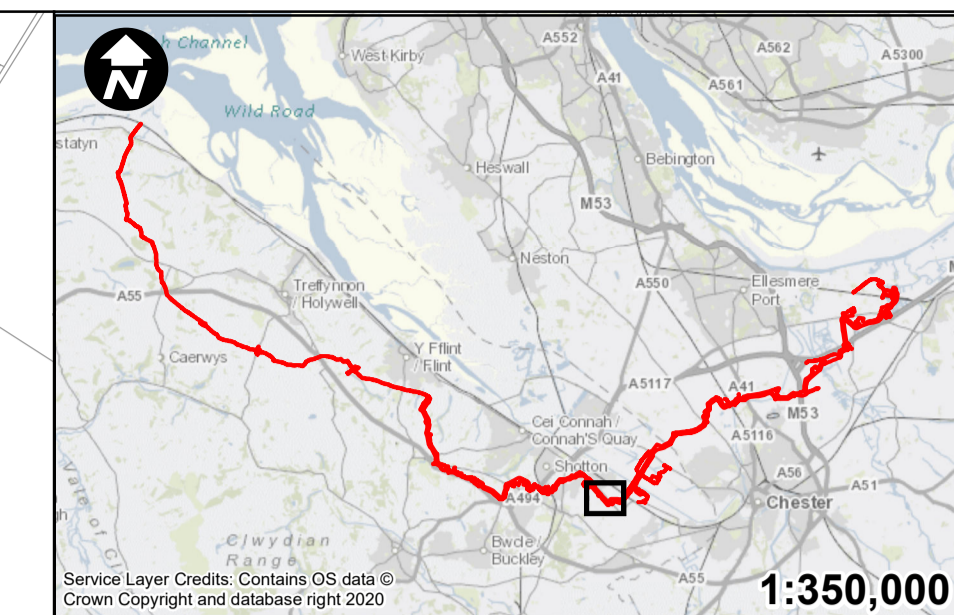 N
h Channel
West Kirby
A552
A562
A5300
A41
A561
Wild Road
statyn
Heswall
Bebington
M53
Neston
Treffynnon
/ Holywell
A550
Ellesmere
Port
A55
M
Caerwys
Y Fflint
/ Flint
A5117
A41
Cei Connah /
Connah'S Quay
M53
A5116
Shotton
A56
A51
A494
Chester
gh
Clwydian
Range
Bwcle /
Buckley
A55
Service Layer Credits: Contains OS data ©
Crown Copyright and database right 2020
1:350,000